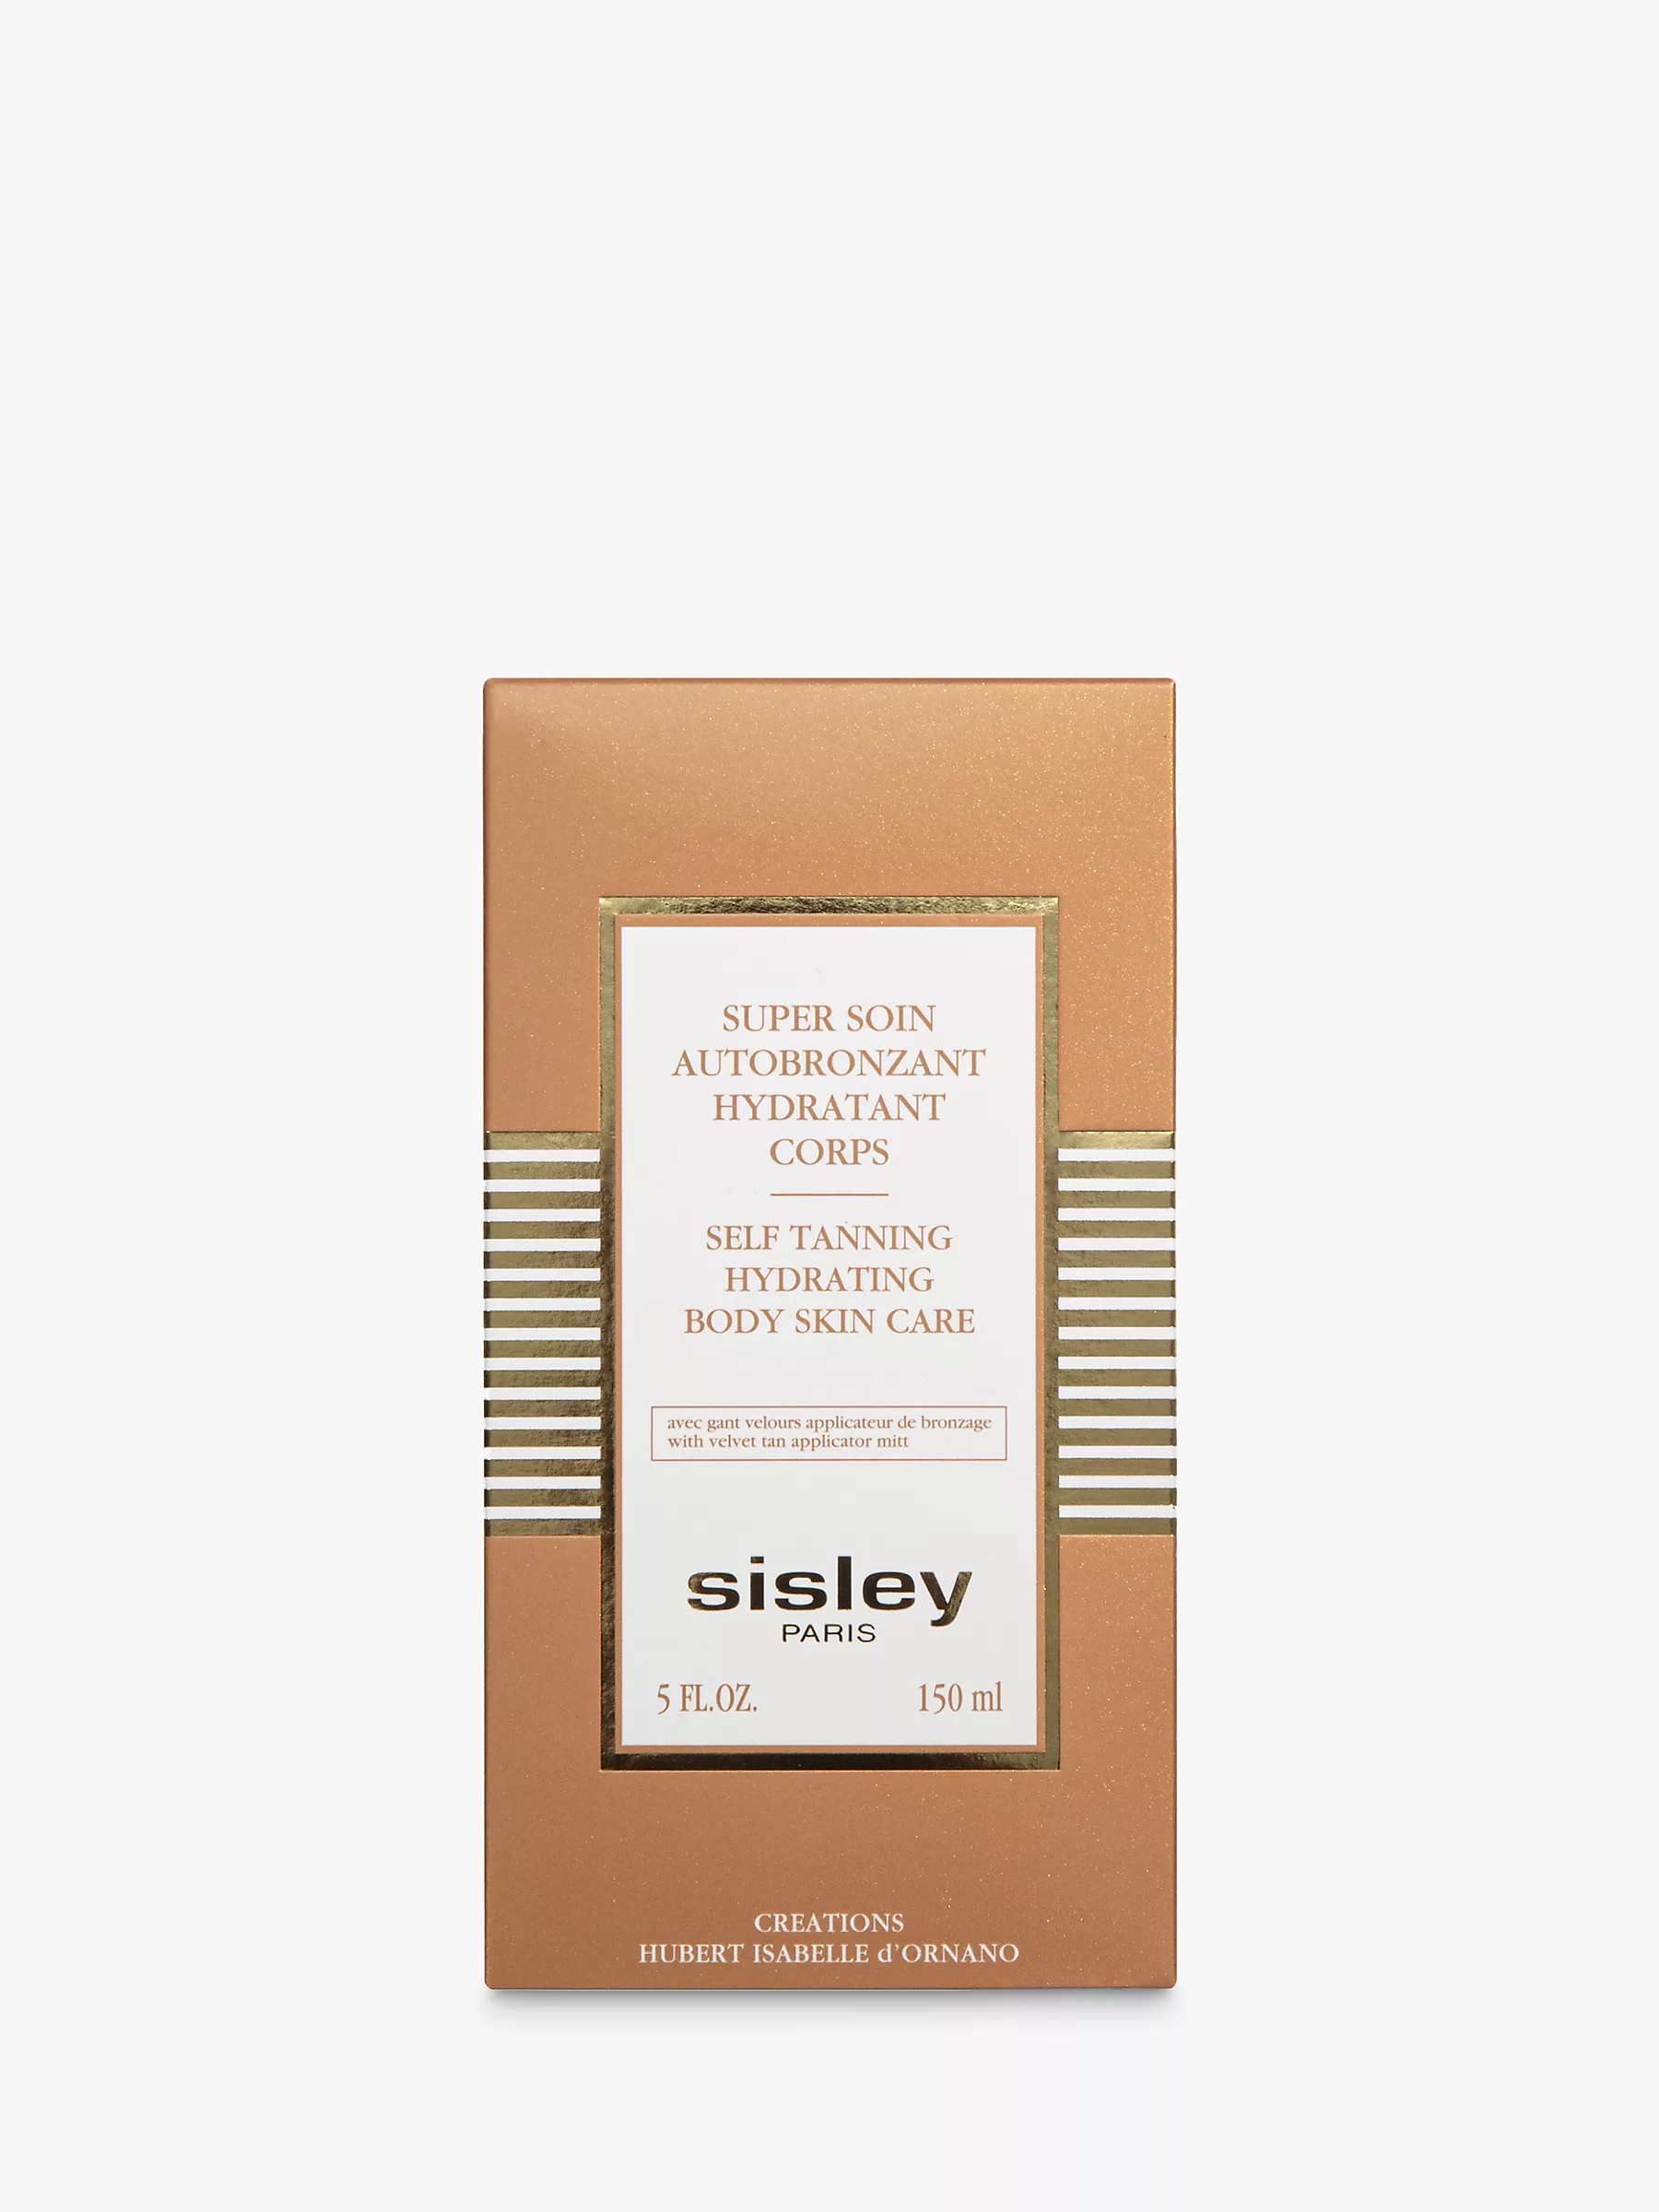 SUPER SOIN
AUTOBRONZANT
HYDRATANT
CORPS
SELF TANNING
HYDRATING
BODY SKIN CARE
avec gant velours applicateur de bronzage
with velvet tan applicator mitt
sisley
PARIS
5 FL.OZ. 150 ml
CREATIONS
HUBERT ISABELLE d'ORNANO